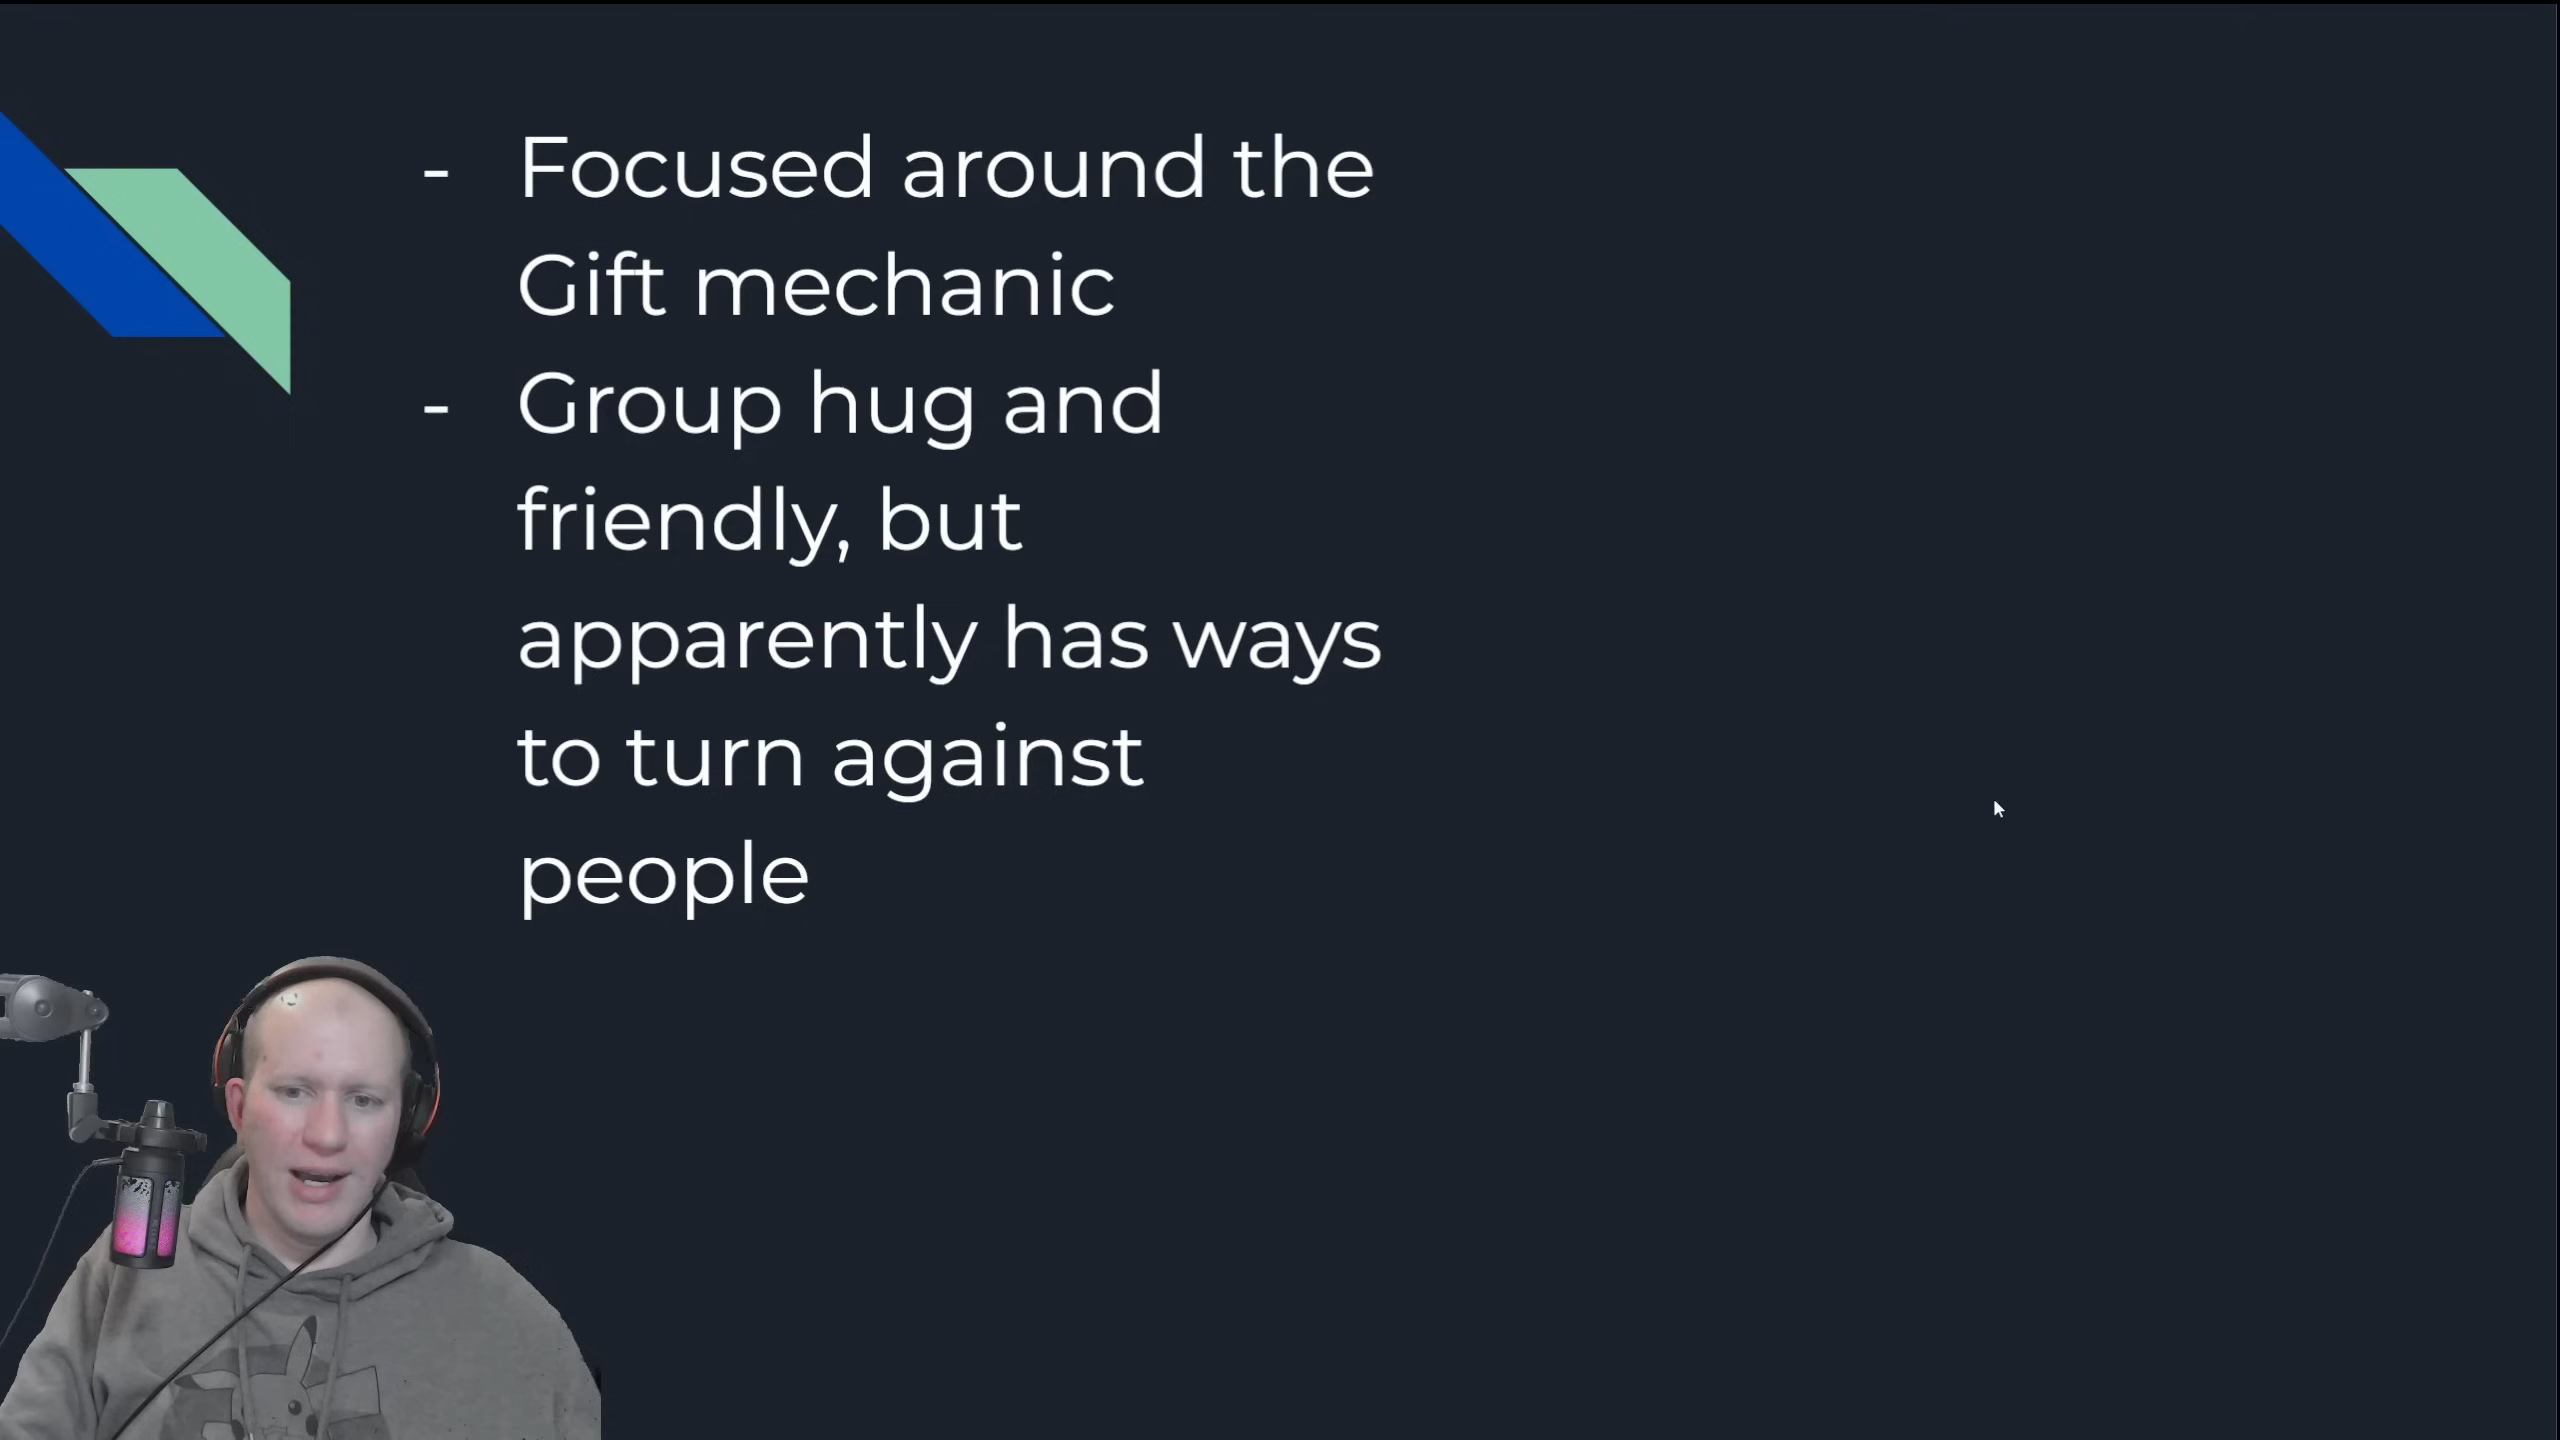 - Focused around the
Gift mechanic
- Group hug and
friendly, but
apparently has ways
to turn against
people